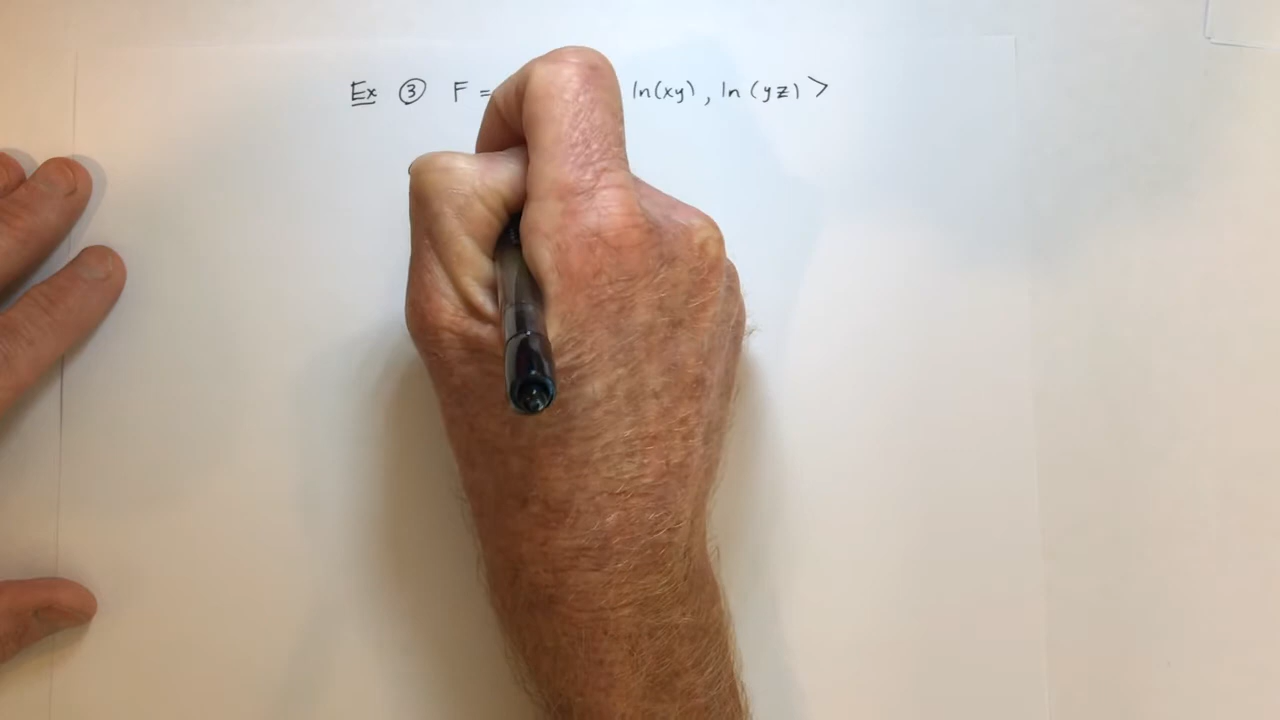 Ex ③ F = ln(xy), ln(yz) >